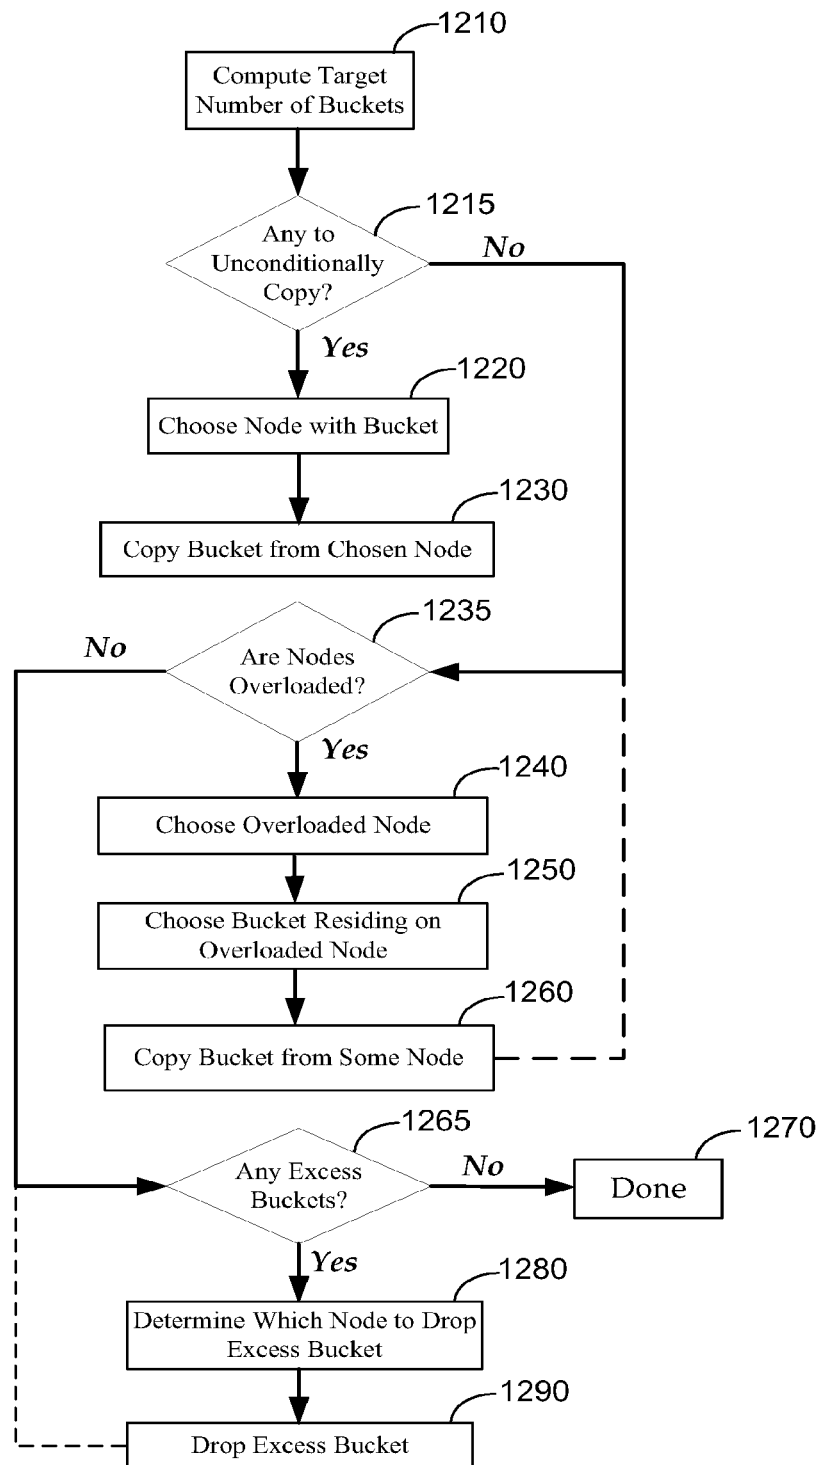 1210
Compute Target
Number of Buckets
1215
Any to
Unconditionally
Copy?
No
Yes
1220
Choose Node with Bucket
1230
Copy Bucket from Chosen Node
1235
No
Are Nodes
Overloaded?
Yes
1240
Choose Overloaded Node
1250
Choose Bucket Residing on
Overloaded Node
1260
Copy Bucket from Some Node
1265
1270
Any Excess
Buckets?
No
Done
Yes
1280
Determine Which Node to Drop
Excess Bucket
1290
Drop Excess Bucket